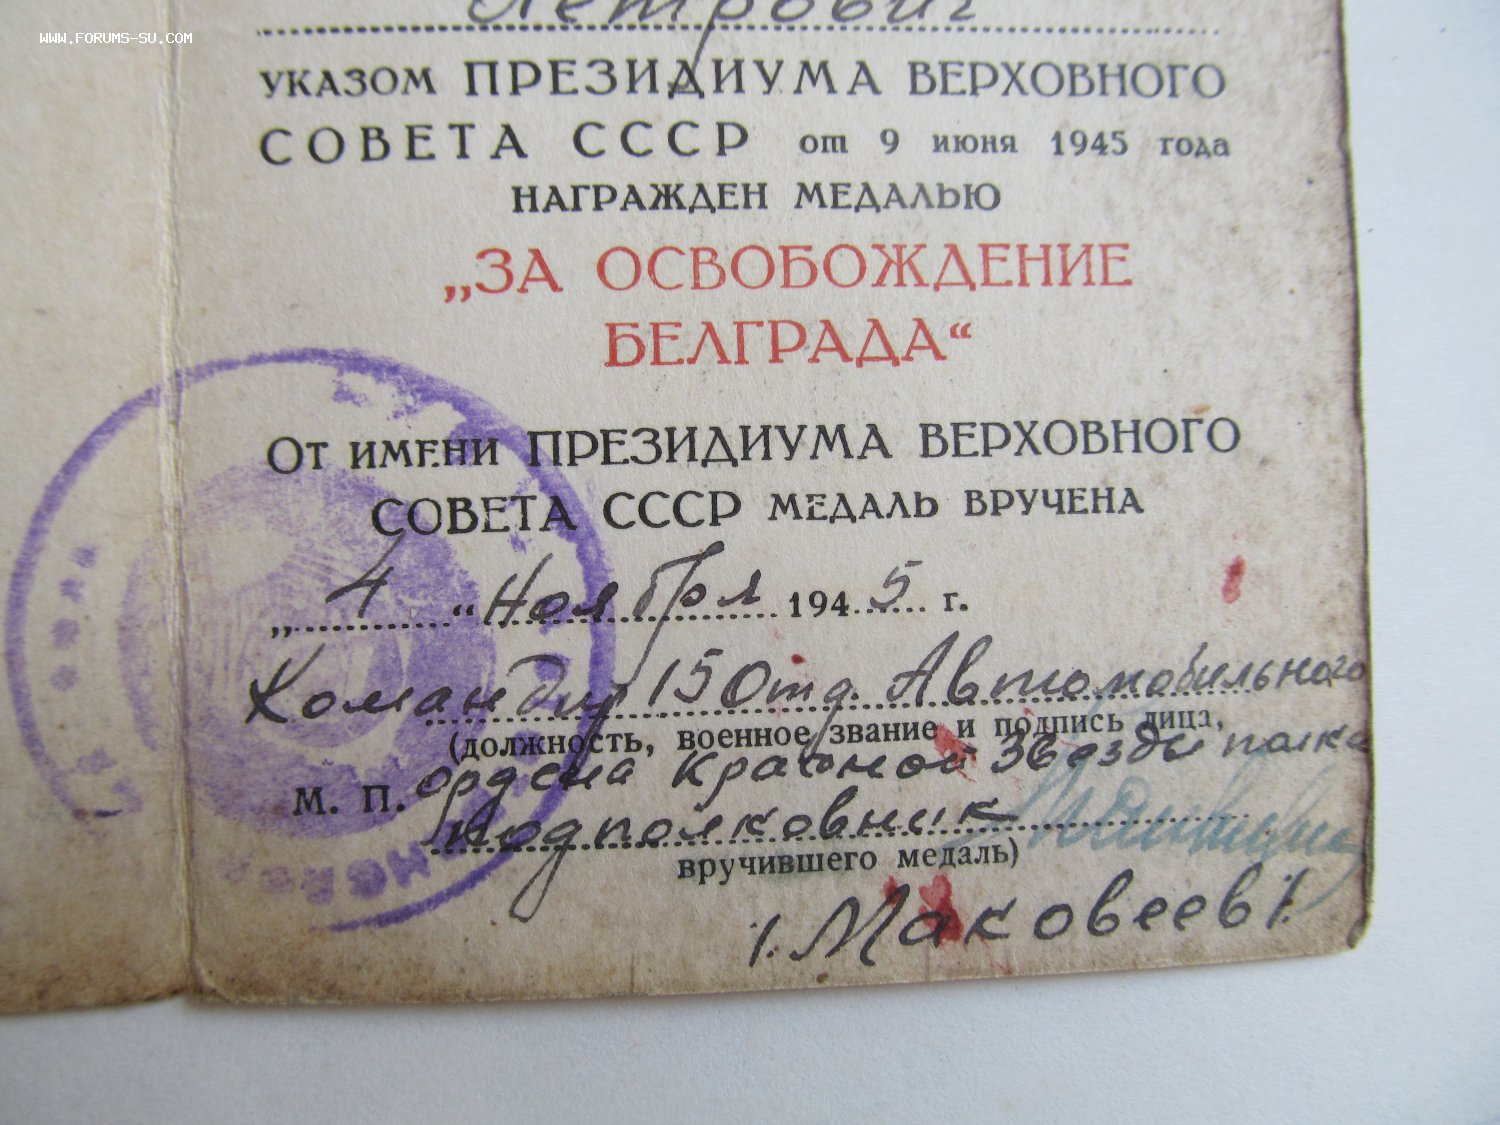 WWW.FORUMS-SU.COM
Петрович
УКАЗОМ ПРЕЗИДИУМА ВЕРХОВНОГО
СОВЕТА СССР от 9 июня 1945 года
НАГРАЖДЕН МЕДАЛЬЮ
„ЗА ОСВОБОЖДЕНИЕ
БЕЛГРАДА“
ОТ ИМЕНИ ПРЕЗИДИУМА ВЕРХОВНОГО
СОВЕТА СССР МЕДАЛЬ ВРУЧЕНА
„4“ Ноября 1945 г.
Командир 15 Отд. Автомобильного
(должность, военное звание и подпись лица,
ордена Красной Звезды полка
М. П. Подполковник
вручившего медаль)
/. Маковеев /.